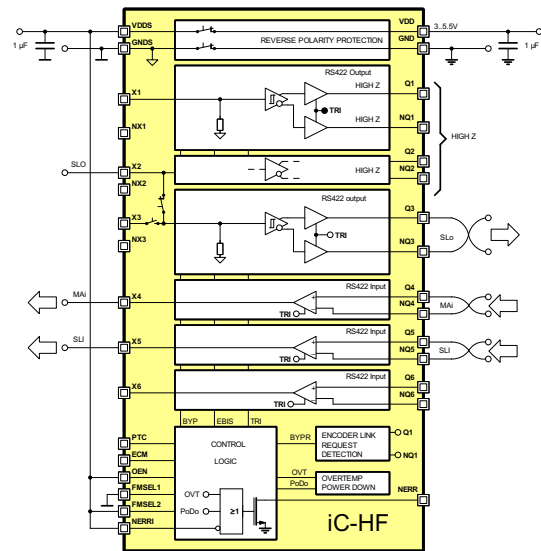 VDDS
VDD
3..5.5V
1 µF
GNDS
GND
1 µF
REVERSE POLARITY PROTECTION
RS422 Output
X1
HIGH Z
Q1
TRI
NX1
HIGH Z
NQ1
HIGH Z
SLO
X2
Q2
HIGH Z
NQ2
NX2
RS422 output
Q3
X3
TRI
SLo
NX3
NQ3
RS422 Input
Q4
MAi
X4
NQ4
MAi
TRI
RS422 Input
Q5
SLI
X5
NQ5
SLI
TRI
RS422 Input
Q6
X6
NQ6
TRI
BYP
EBIS
TRI
PTC
CONTROL
BYPR
ENCODER LINK
Q1
ECM
LOGIC
REQUEST
DETECTION
NQ1
OEN
OVT
OVERTEMP
FMSEL1
OVT
PoDo
POWER DOWN
NERR
FMSEL2
PoDo
≥1
NERRI
iC-HF